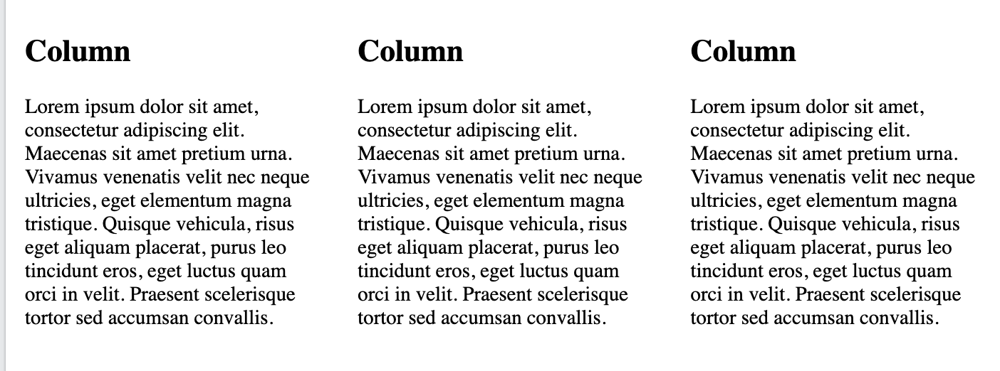 Column
Lorem ipsum dolor sit amet,
consectetur adipiscing elit.
Maecenas sit amet pretium urna.
Vivamus venenatis velit nec neque
ultricies, eget elementum magna
tristique. Quisque vehicula, risus
eget aliquam placerat, purus leo
tincidunt eros, eget luctus quam
orci in velit. Praesent scelerisque
tortor sed accumsan convallis.
Column
Lorem ipsum dolor sit amet,
consectetur adipiscing elit.
Maecenas sit amet pretium urna.
Vivamus venenatis velit nec neque
ultricies, eget elementum magna
tristique. Quisque vehicula, risus
eget aliquam placerat, purus leo
tincidunt eros, eget luctus quam
orci in velit. Praesent scelerisque
tortor sed accumsan convallis.
Column
Lorem ipsum dolor sit amet,
consectetur adipiscing elit.
Maecenas sit amet pretium urna.
Vivamus venenatis velit nec neque
ultricies, eget elementum magna
tristique. Quisque vehicula, risus
eget aliquam placerat, purus leo
tincidunt eros, eget luctus quam
orci in velit. Praesent scelerisque
tortor sed accumsan convallis.